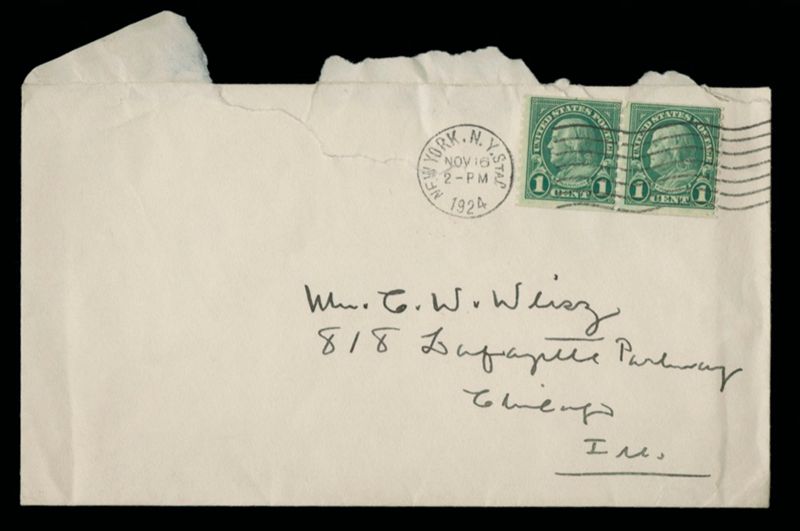 NEW YORK, N.Y. STA D
NOV 16
2-PM
1924
UNITED STATES POSTAGE
1 CENT 1
UNITED STATES POSTAGE
1 CENT 1
Mr. C. W. Weisz
818 Lafayette Parkway
Chicago
Ill.